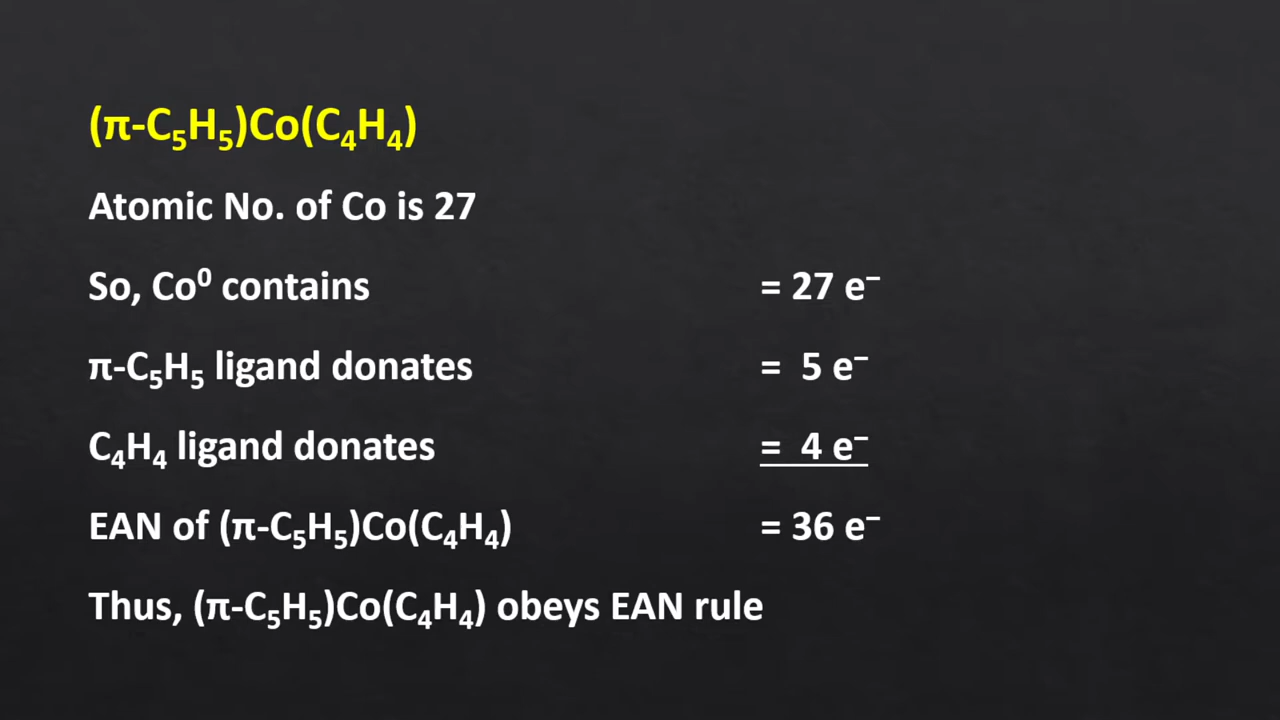 (π-C₅H₅)Co(C₄H₄)
Atomic No. of Co is 27
So, Co⁰ contains = 27 e⁻
π-C₅H₅ ligand donates = 5 e⁻
C₄H₄ ligand donates = 4 e⁻
EAN of (π-C₅H₅)Co(C₄H₄) = 36 e⁻
Thus, (π-C₅H₅)Co(C₄H₄) obeys EAN rule